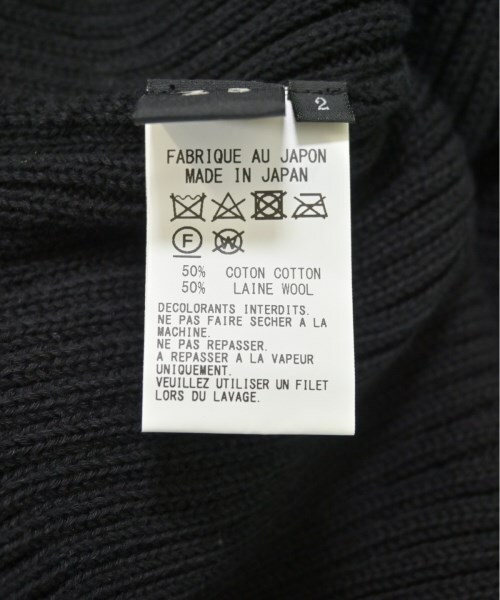 2
FABRIQUE AU JAPON
MADE IN JAPAN
F
W
50% COTON COTTON
50% LAINE WOOL
DECOLORANTS INTERDITS.
NE PAS FAIRE SECHER A LA
MACHINE.
NE PAS REPASSER.
A REPASSER A LA VAPEUR
UNIQUEMENT.
VEUILLEZ UTILISER UN FILET
LORS DU LAVAGE.